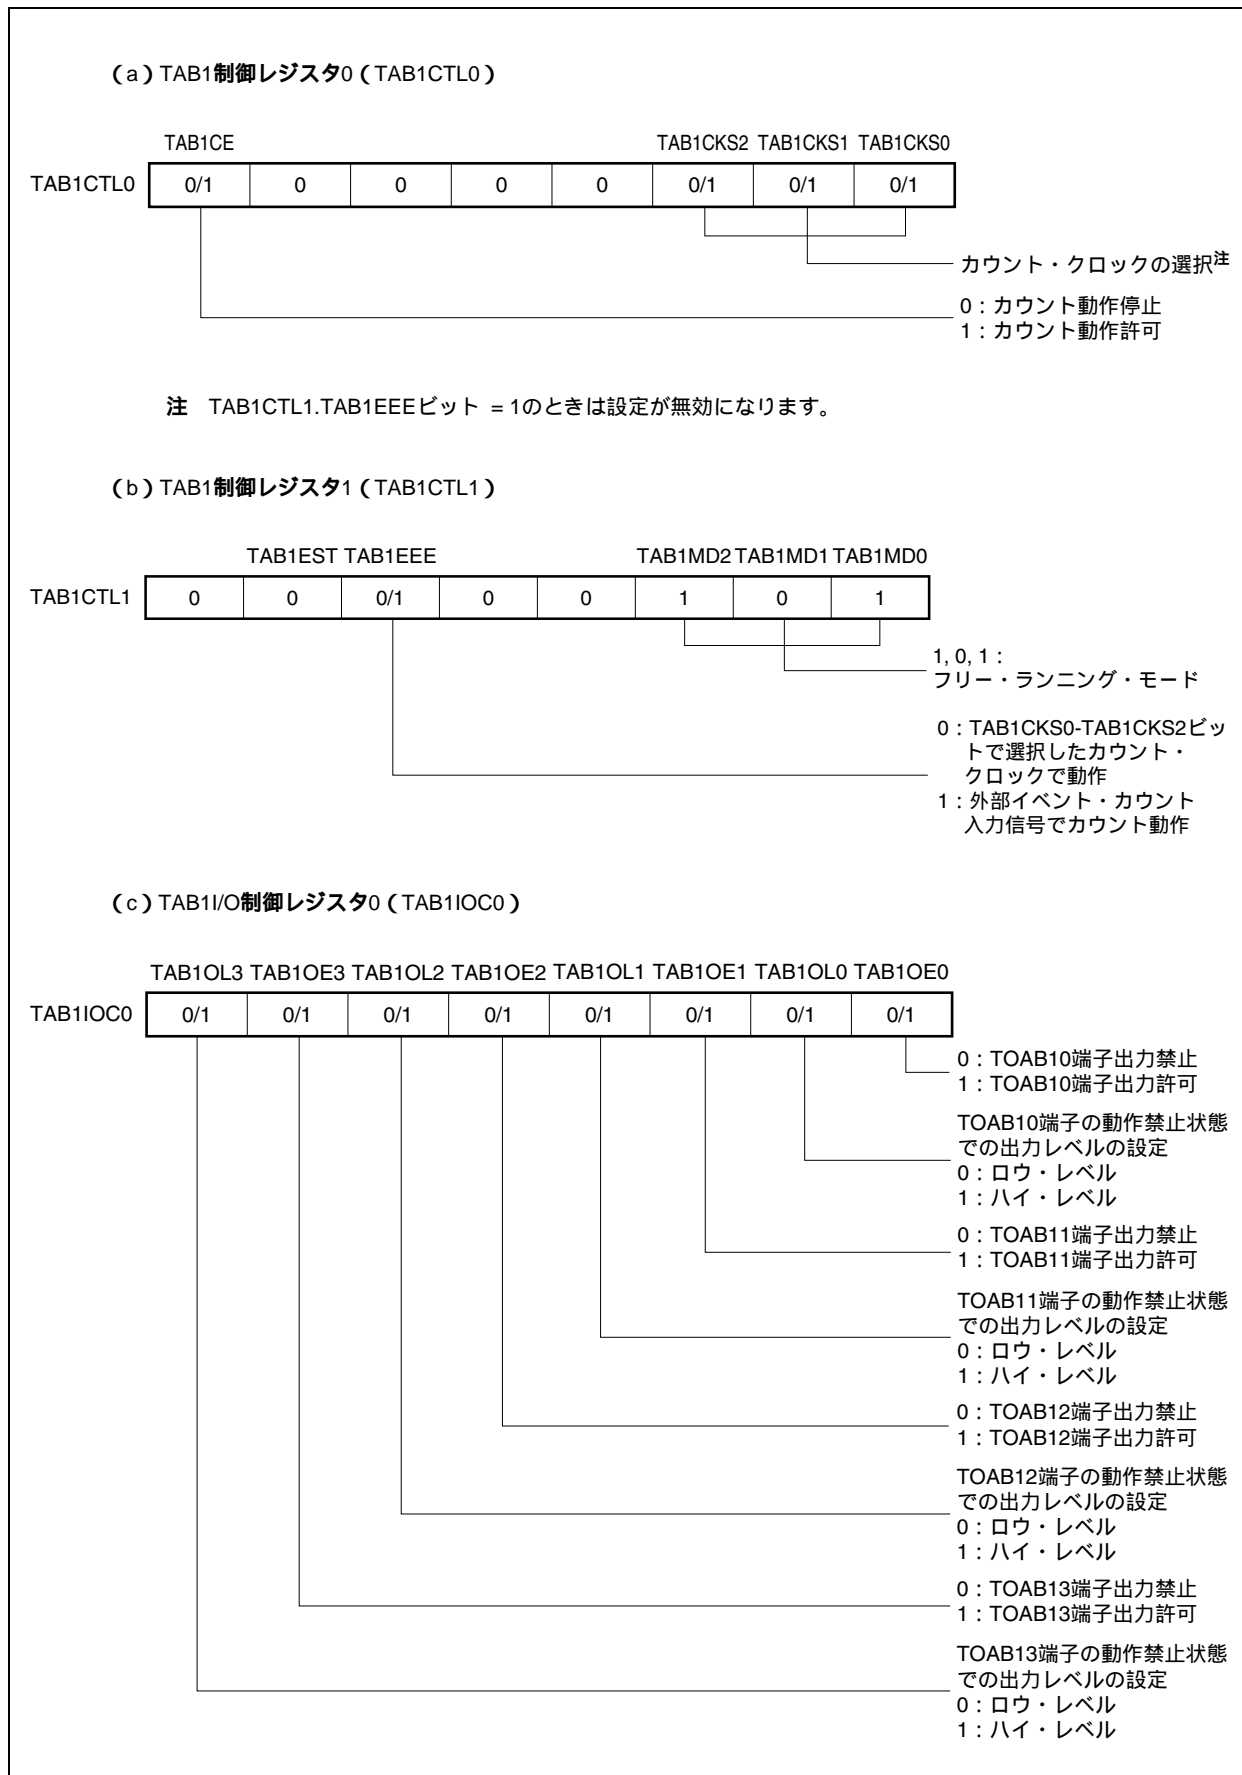 （a）TAB1制御レジスタ0（TAB1CTL0）
TAB1CE TAB1CKS2 TAB1CKS1 TAB1CKS0
TAB1CTL0 0/1 0 0 0 0 0/1 0/1 0/1
カウント・クロックの選択注
0：カウント動作停止
1：カウント動作許可
注 TAB1CTL1.TAB1EEEビット = 1のときは設定が無効になります。
（b）TAB1制御レジスタ1（TAB1CTL1）
TAB1EST TAB1EEE TAB1MD2 TAB1MD1 TAB1MD0
TAB1CTL1 0 0 0/1 0 0 1 0 1
1, 0, 1：
フリー・ランニング・モード
0：TAB1CKS0-TAB1CKS2ビッ
トで選択したカウント・
クロックで動作
1：外部イベント・カウント
入力信号でカウント動作
（c）TAB1I/O制御レジスタ0（TAB1IOC0）
TAB1OL3 TAB1OE3 TAB1OL2 TAB1OE2 TAB1OL1 TAB1OE1 TAB1OL0 TAB1OE0
TAB1IOC0 0/1 0/1 0/1 0/1 0/1 0/1 0/1 0/1
0：TOAB10端子出力禁止
1：TOAB10端子出力許可
TOAB10端子の動作禁止状態
での出力レベルの設定
0：ロウ・レベル
1：ハイ・レベル
0：TOAB11端子出力禁止
1：TOAB11端子出力許可
TOAB11端子の動作禁止状態
での出力レベルの設定
0：ロウ・レベル
1：ハイ・レベル
0：TOAB12端子出力禁止
1：TOAB12端子出力許可
TOAB12端子の動作禁止状態
での出力レベルの設定
0：ロウ・レベル
1：ハイ・レベル
0：TOAB13端子出力禁止
1：TOAB13端子出力許可
TOAB13端子の動作禁止状態
での出力レベルの設定
0：ロウ・レベル
1：ハイ・レベル